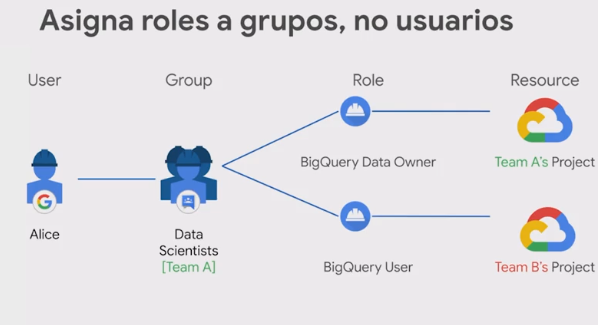 Asigna roles a grupos, no usuarios
User
Group
Role
Resource
BigQuery Data Owner
Team A's Project
Alice
Data
Scientists
[Team A]
BigQuery User
Team B's Project